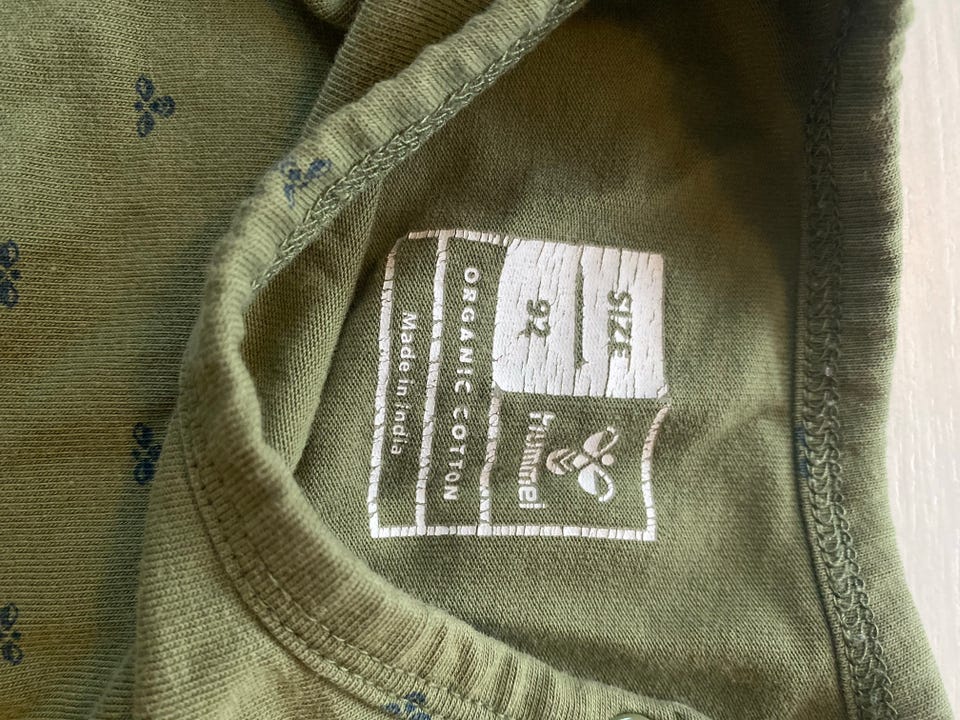 SIZE
92
hummel
ORGANIC COTTON
Made in India